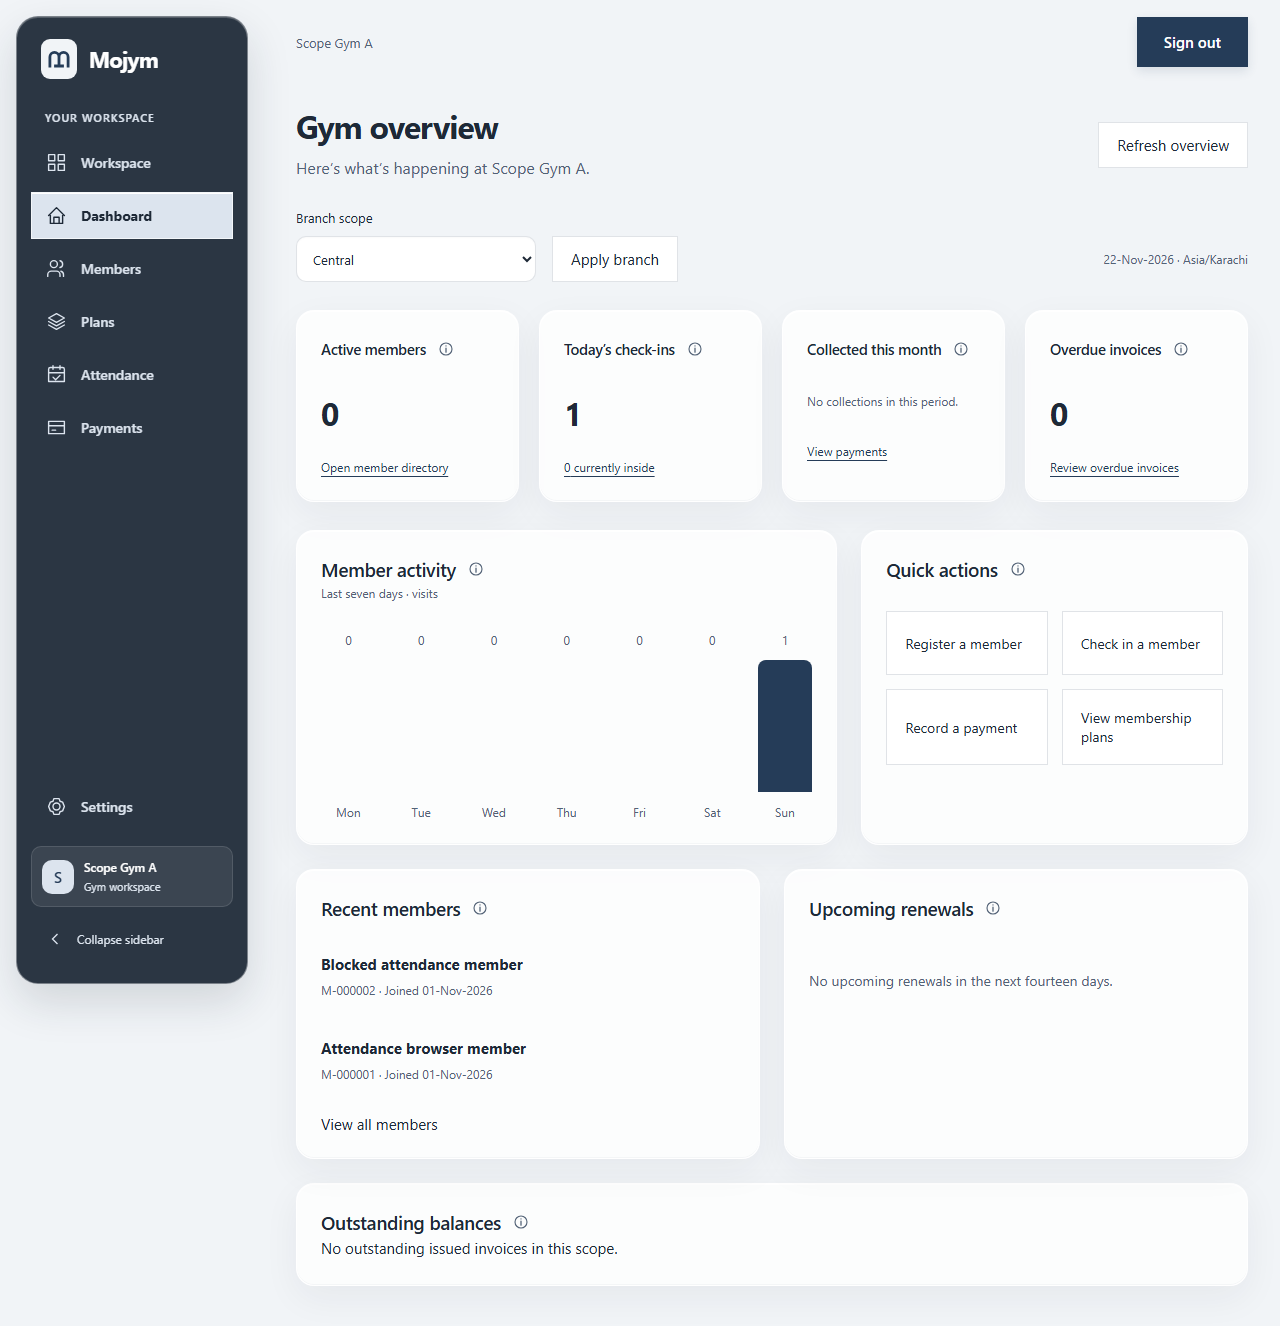 Mojym
YOUR WORKSPACE
Workspace
Dashboard
Members
Plans
Attendance
Payments
Settings
S
Scope Gym A
Gym workspace
Collapse sidebar
Scope Gym A
Sign out
Gym overview
Here’s what’s happening at Scope Gym A.
Refresh overview
Branch scope
Central
Apply branch
22-Nov-2026 · Asia/Karachi
Active members
0
Open member directory
Today’s check-ins
1
0 currently inside
Collected this month
No collections in this period.
View payments
Overdue invoices
0
Review overdue invoices
Member activity
Last seven days · visits
0 0 0 0 0 0 1
Mon Tue Wed Thu Fri Sat Sun
Quick actions
Register a member
Check in a member
Record a payment
View membership
plans
Recent members
Blocked attendance member
M-000002 · Joined 01-Nov-2026
Attendance browser member
M-000001 · Joined 01-Nov-2026
View all members
Upcoming renewals
No upcoming renewals in the next fourteen days.
Outstanding balances
No outstanding issued invoices in this scope.